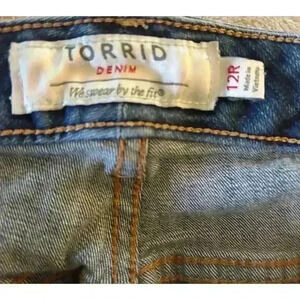 TORRID
DENIM
We swear by the fit®
12R
Made in
Vietnam